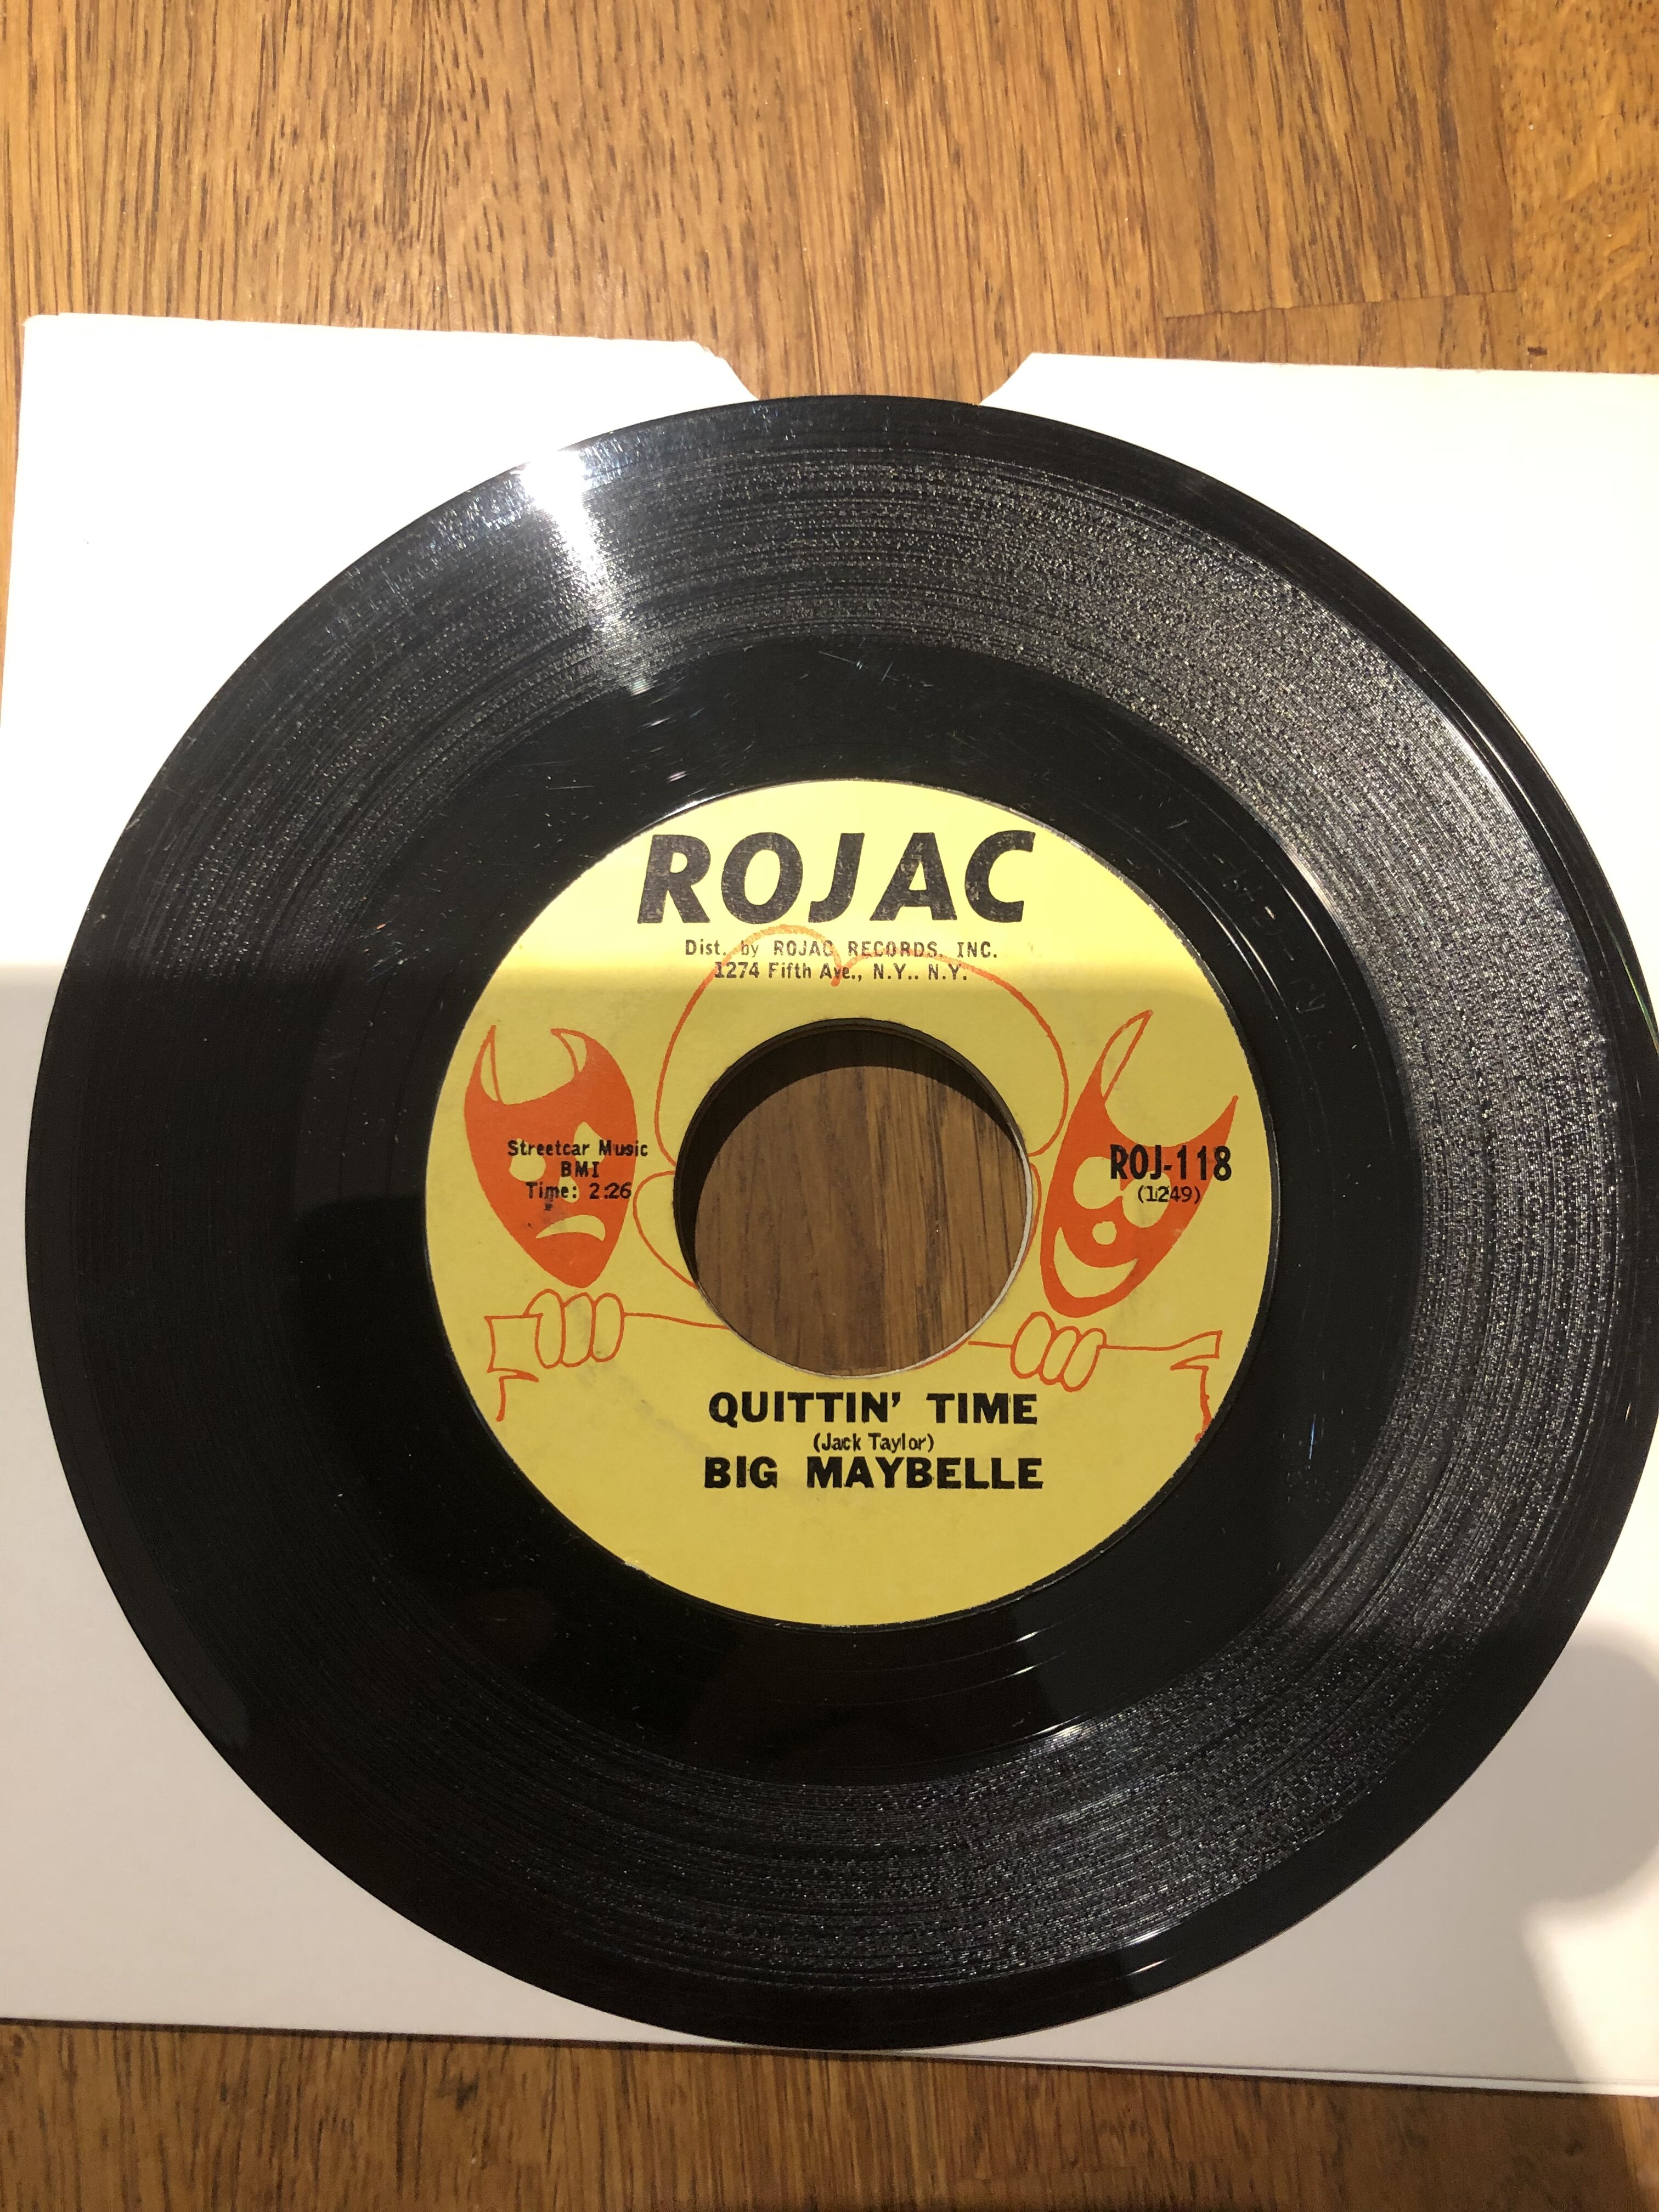 ROJAC
Dist. by ROJAC RECORDS, INC.
1274 Fifth Ave., N.Y.. N.Y.
Streetcar Music
BMI
Time: 2:26
ROJ-118
(1249)
QUITTIN' TIME
(Jack Taylor)
BIG MAYBELLE